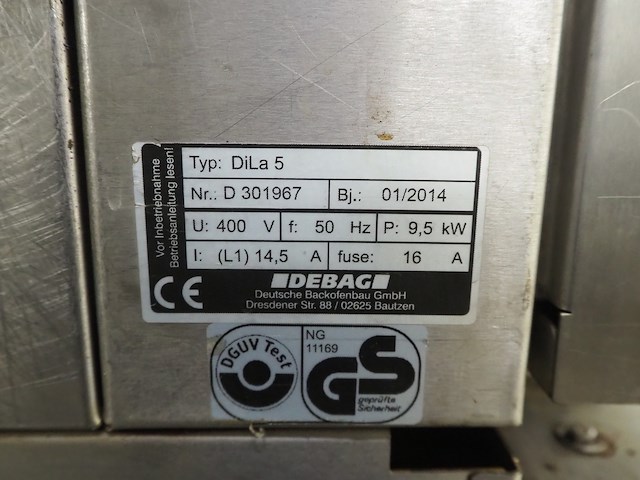 Vor Inbetriebnahme
Betriebsanleitung lesen!
Typ: DiLa 5
Nr.: D 301967 Bj.: 01/2014
U: 400 V f: 50 Hz P: 9,5 kW
I: (L1) 14,5 A fuse: 16 A
CE
DEBAG
Deutsche Backofenbau GmbH
Dresdener Str. 88 / 02625 Bautzen
DGUV Test
NG
11169
GS
geprüfte
Sicherheit